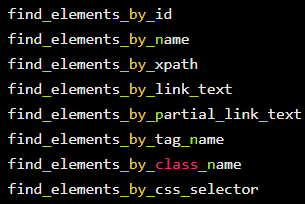 find_elements_by_id
find_elements_by_name
find_elements_by_xpath
find_elements_by_link_text
find_elements_by_partial_link_text
find_elements_by_tag_name
find_elements_by_class_name
find_elements_by_css_selector